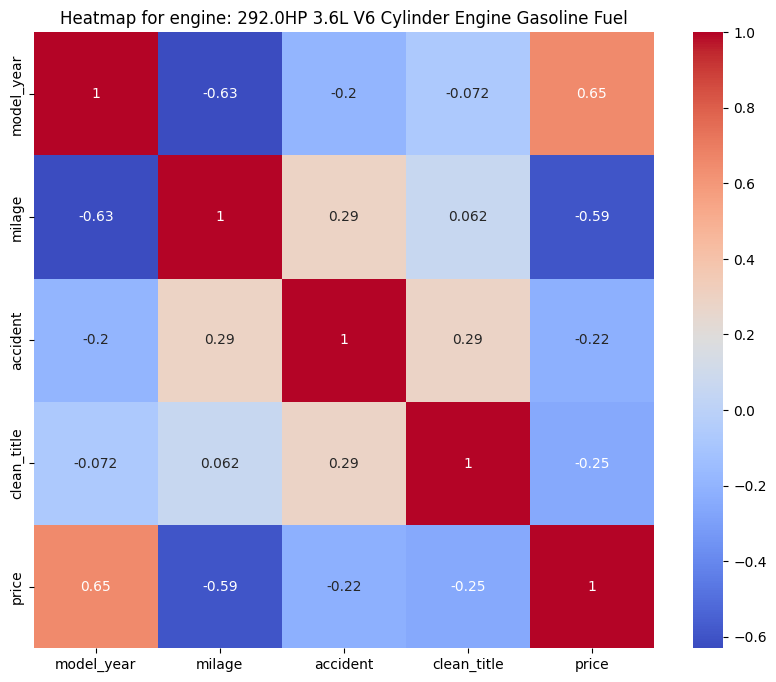 Heatmap for engine: 292.0HP 3.6L V6 Cylinder Engine Gasoline Fuel
model_year 1 -0.63 -0.2 -0.072 0.65
milage -0.63 1 0.29 0.062 -0.59
accident -0.2 0.29 1 0.29 -0.22
clean_title -0.072 0.062 0.29 1 -0.25
price 0.65 -0.59 -0.22 -0.25 1
model_year milage accident clean_title price
1.0
0.8
0.6
0.4
0.2
0.0
−0.2
−0.4
−0.6